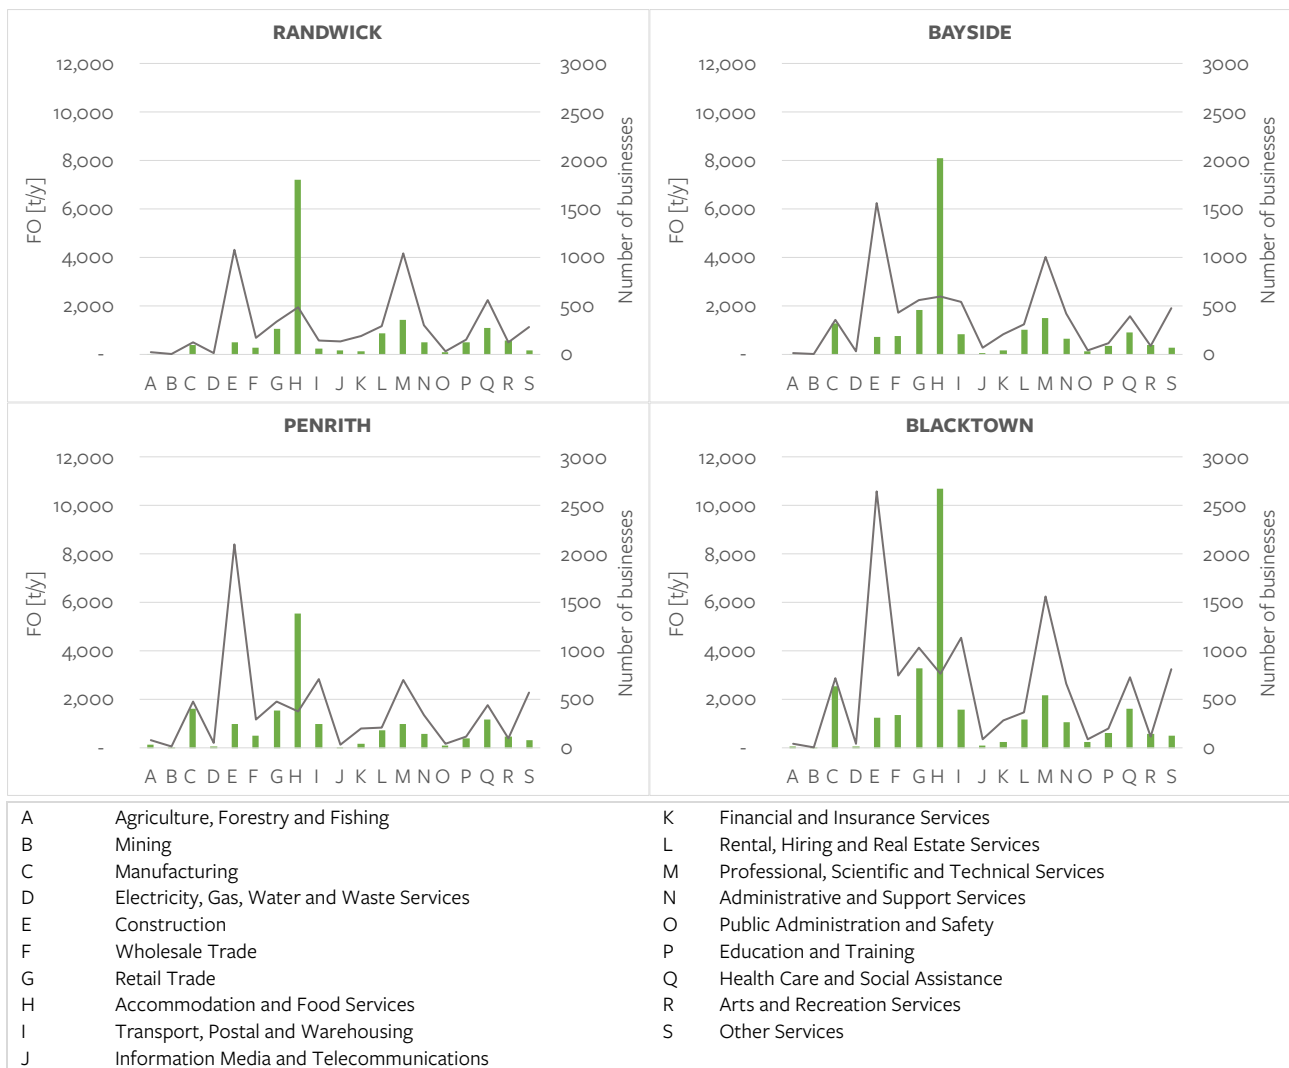 RANDWICK
12,000
10,000
8,000
6,000
4,000
2,000
-
FO [t/y]
3000
2500
2000
1500
1000
500
0
Number of businesses
A B C D E F G H I J K L M N O P Q R S
BAYSIDE
12,000
10,000
8,000
6,000
4,000
2,000
-
FO [t/y]
3000
2500
2000
1500
1000
500
0
Number of businesses
A B C D E F G H I J K L M N O P Q R S
PENRITH
12,000
10,000
8,000
6,000
4,000
2,000
-
FO [t/y]
3000
2500
2000
1500
1000
500
0
Number of businesses
A B C D E F G H I J K L M N O P Q R S
BLACKTOWN
12,000
10,000
8,000
6,000
4,000
2,000
-
FO [t/y]
3000
2500
2000
1500
1000
500
0
Number of businesses
A B C D E F G H I J K L M N O P Q R S
A Agriculture, Forestry and Fishing
B Mining
C Manufacturing
D Electricity, Gas, Water and Waste Services
E Construction
F Wholesale Trade
G Retail Trade
H Accommodation and Food Services
I Transport, Postal and Warehousing
J Information Media and Telecommunications
K Financial and Insurance Services
L Rental, Hiring and Real Estate Services
M Professional, Scientific and Technical Services
N Administrative and Support Services
O Public Administration and Safety
P Education and Training
Q Health Care and Social Assistance
R Arts and Recreation Services
S Other Services